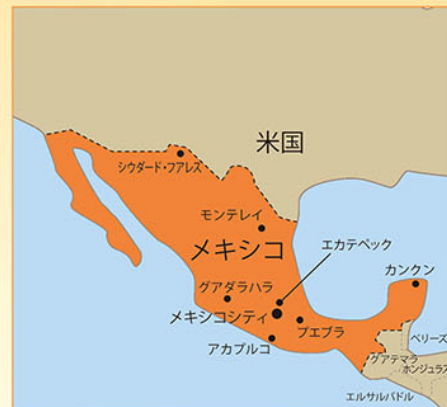 米国
シウダード・フアレス
モンテレイ
メキシコ
エカテペック
グアダラハラ
カンクン
メキシコシティ
プエブラ
アカプルコ
ベリーズ
グアテマラ
ホンジュラス
エルサルバドル